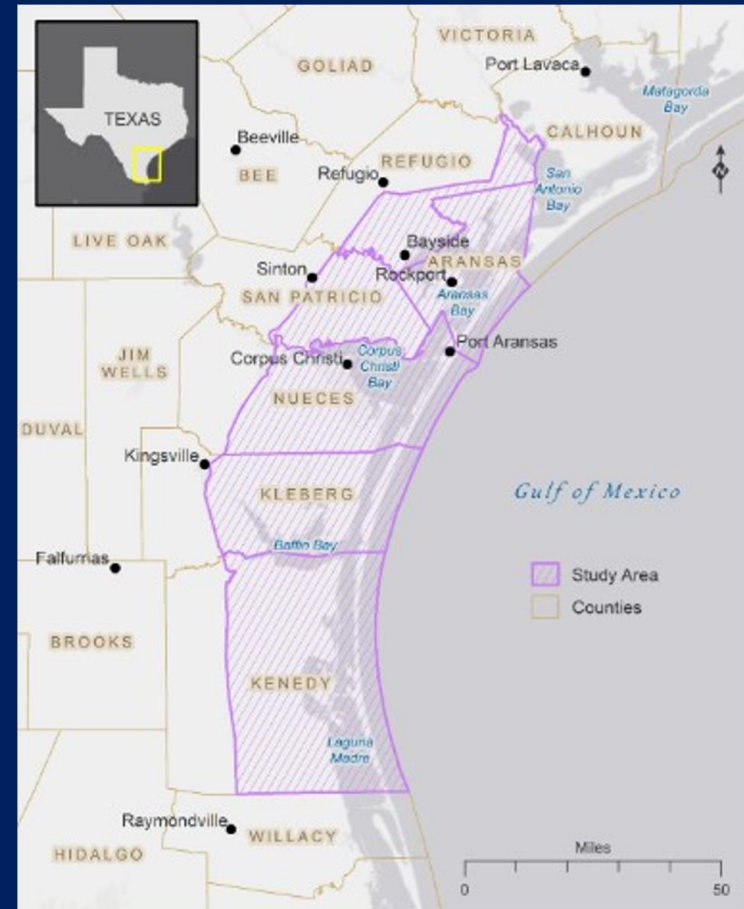 VICTORIA
GOLIAD
Port Lavaca
Matagorda
Bay
TEXAS
CALHOUN
Beeville
BEE
REFUGIO
Refugio
San
Antonio
Bay
N
LIVE OAK
Bayside
ARANSAS
Sinton
Rockport
SAN PATRICIO
Aransas
Bay
Port Aransas
JIM
WELLS
Corpus Christi
Corpus
Christi
Bay
NUECES
DUVAL
Kingsville
KLEBERG
Gulf of Mexico
Baffin Bay
Falfurrias
Study Area
Counties
BROOKS
KENEDY
Laguna
Madre
Raymondville
WILLACY
HIDALGO
Miles
0
50